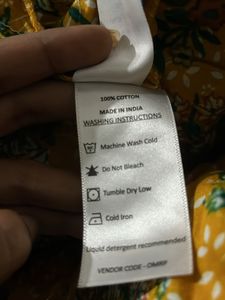 100% COTTON
MADE IN INDIA
WASHING INSTRUCTIONS
Machine Wash Cold
Do Not Bleach
Tumble Dry Low
Cold Iron
Liquid detergent recommended
VENDOR CODE -